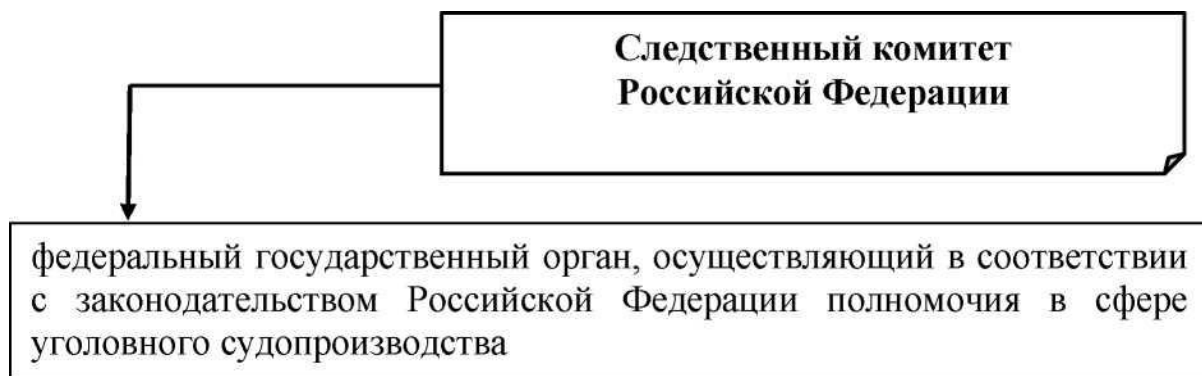 Следственный комитет
Российской Федерации
федеральный государственный орган, осуществляющий в соответствии
с законодательством Российской Федерации полномочия в сфере
уголовного судопроизводства